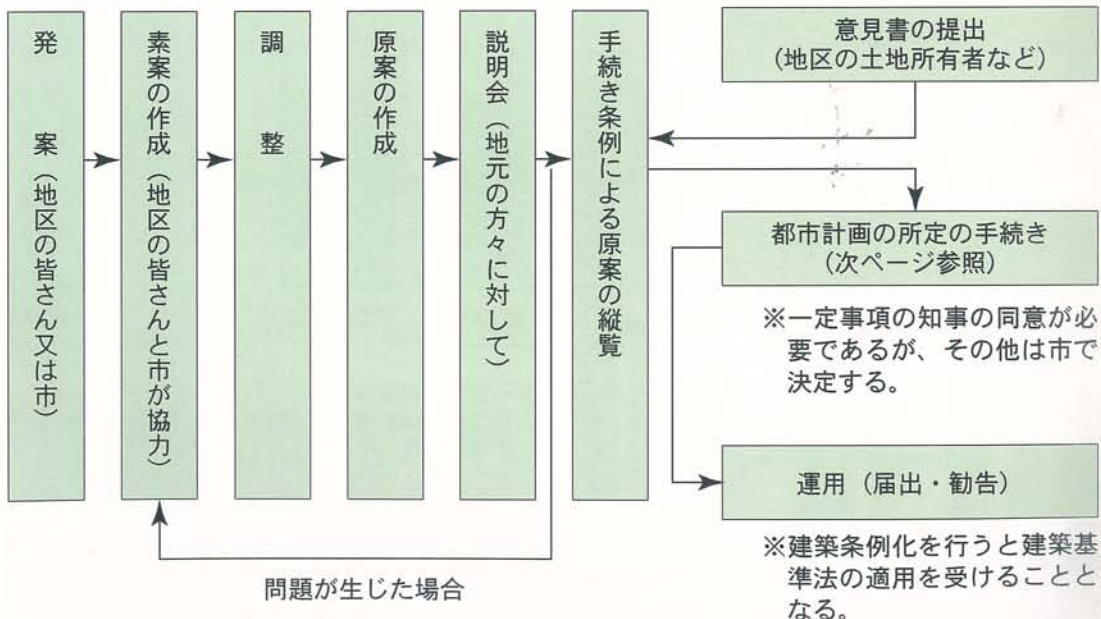 発案（地区の皆さん又は市）
素案の作成（地区の皆さんと市が協力）
調整
原案の作成
説明会（地元の方々に対して）
手続き条例による原案の縦覧
意見書の提出
（地区の土地所有者など）
都市計画の所定の手続き
（次ページ参照）
※一定事項の知事の同意が必
要であるが、その他は市で
決定する。
運用（届出・勧告）
※建築条例化を行うと建築基
準法の適用を受けることと
なる。
問題が生じた場合